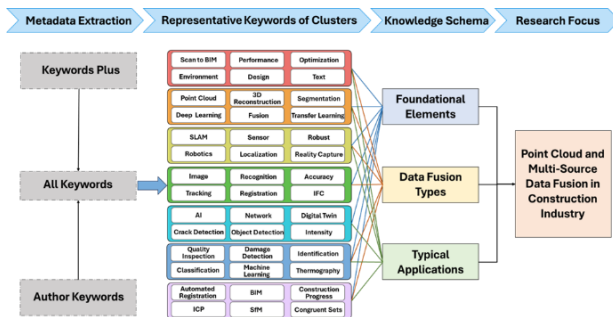 Metadata Extraction
Representative Keywords of Clusters
Knowledge Schema
Research Focus
Keywords Plus
All Keywords
Author Keywords
Scan to BIM
Performance
Optimization
Environment
Design
Text
Point Cloud
3D
Reconstruction
Segmentation
Deep Learning
Fusion
Transfer Learning
SLAM
Sensor
Robust
Robotics
Localization
Reality Capture
Image
Recognition
Accuracy
Tracking
Registration
IFC
AI
Network
Digital Twin
Crack Detection
Object Detection
Intensity
Quality
Inspection
Damage
Detection
Identification
Classification
Machine
Learning
Thermography
Automated
Registration
BIM
Construction
Progress
ICP
SfM
Congruent Sets
Foundational
Elements
Data Fusion
Types
Typical
Applications
Point Cloud and
Multi-Source
Data Fusion in
Construction
Industry